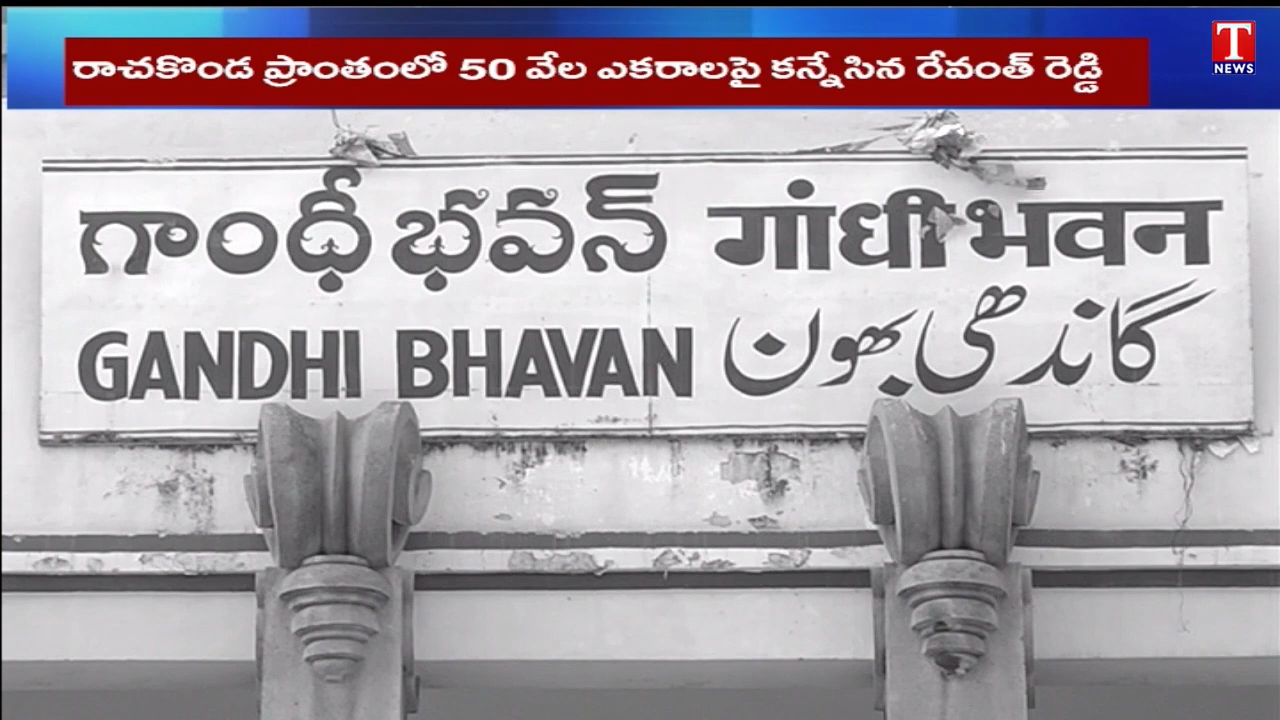 రాచకొండ ప్రాంతంలో 50 వేల ఎకరాలపై కన్నేసిన రేవంత్ రెడ్డి
T
NEWS
గాంధీ భవన్ गांधी भवन
GANDHI BHAVAN گاندھی بھون